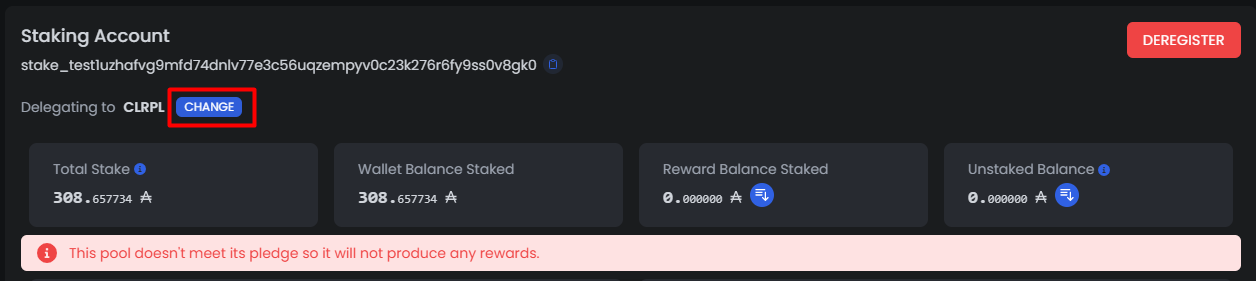 Staking Account
DEREGISTER
stake_test1uzhafvg9mfd74dnlv77e3c56uqzempyv0c23k276r6fy9ss0v8gk0
Delegating to CLRPL CHANGE
Total Stake
Wallet Balance Staked
Reward Balance Staked
Unstaked Balance
308.657734 ₳
308.657734 ₳
0.000000 ₳
0.000000 ₳
This pool doesn't meet its pledge so it will not produce any rewards.